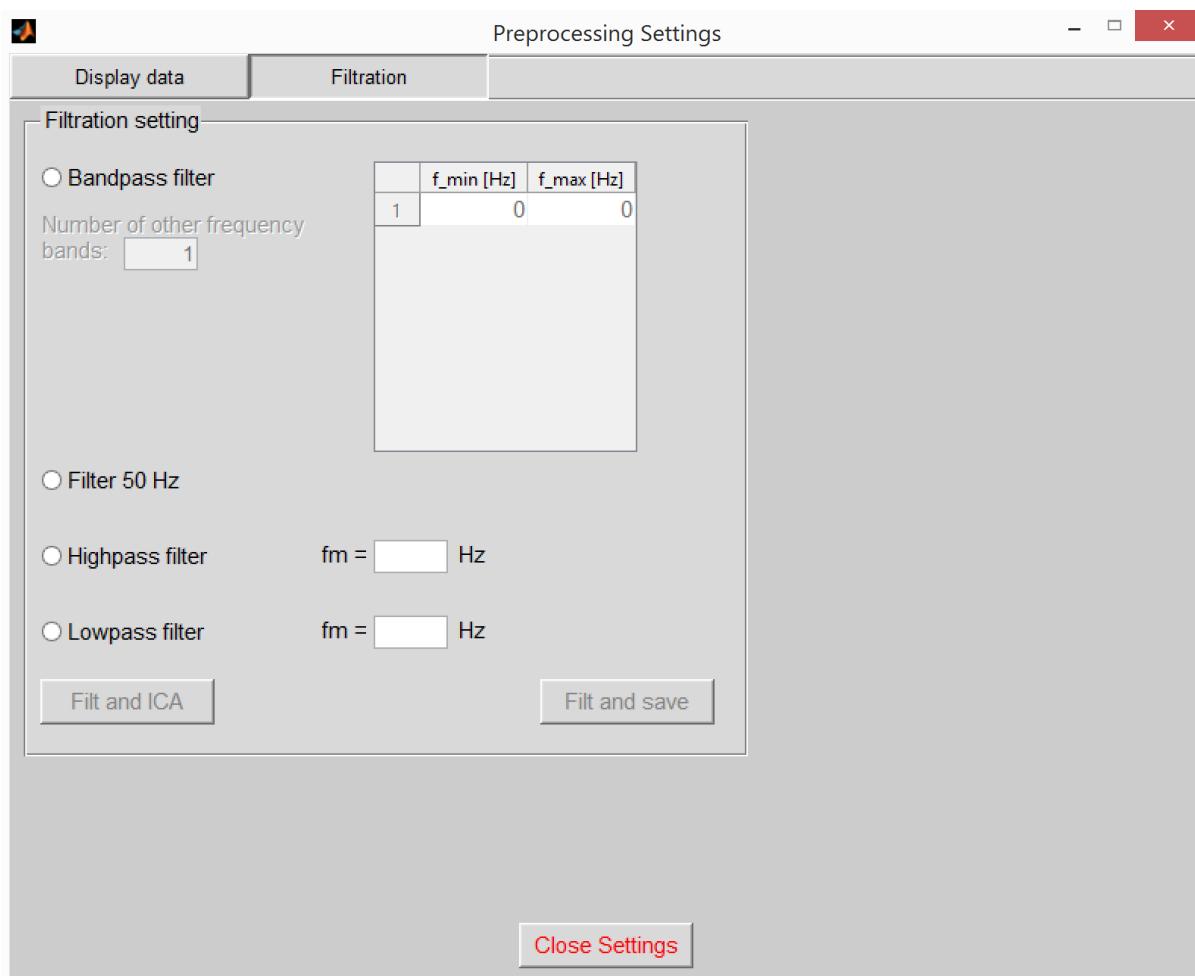 Preprocessing Settings
Display data
Filtration
Filtration setting
Bandpass filter
f_min [Hz] f_max [Hz]
1 0 0
Number of other frequency
bands: 1
Filter 50 Hz
Highpass filter fm = Hz
Lowpass filter fm = Hz
Filt and ICA
Filt and save
Close Settings